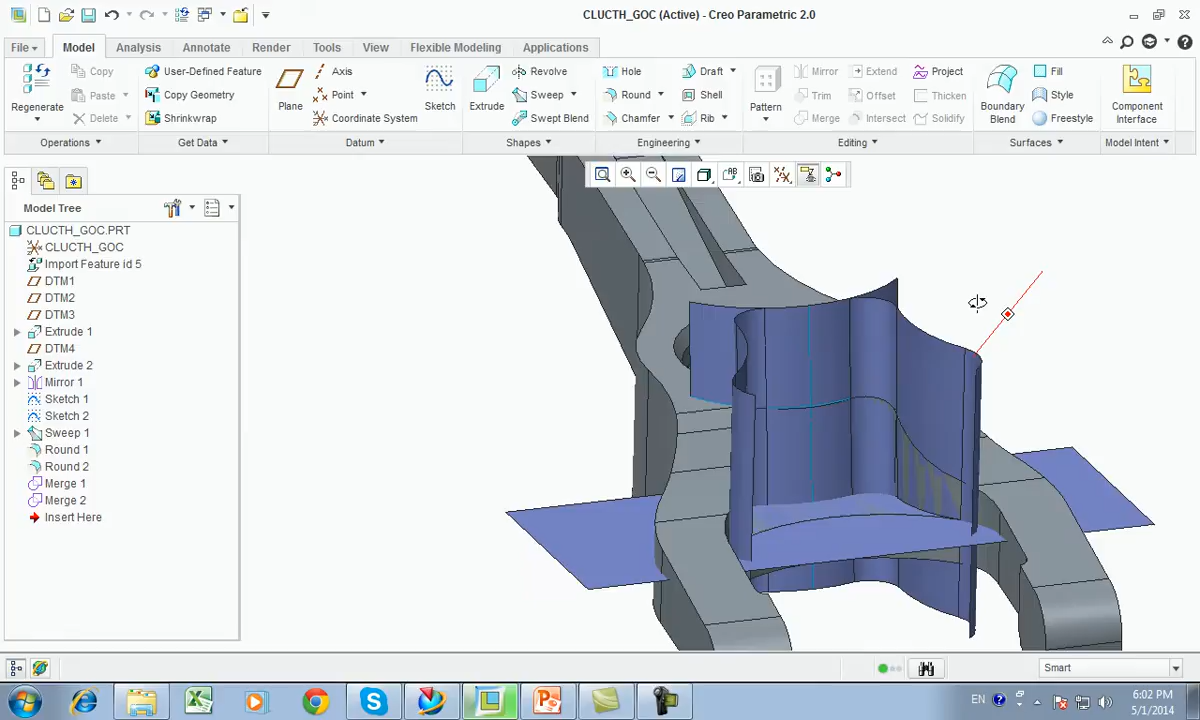 CLUCTH_GOC (Active) - Creo Parametric 2.0
File Model Analysis Annotate Render Tools View Flexible Modeling Applications
Regenerate Copy Paste Delete
User-Defined Feature Copy Geometry Shrinkwrap
Plane Axis Point Coordinate System Sketch
Extrude Revolve Sweep Swept Blend
Hole Round Chamfer Draft Shell Rib
Pattern Mirror Trim Merge Extend Offset Intersect Project Thicken Solidify
Boundary Blend Fill Style Freestyle
Component Interface
Operations Get Data Datum Shapes Engineering Editing Surfaces Model Intent
Model Tree
CLUCTH_GOC.PRT
CLUCTH_GOC
Import Feature id 5
DTM1
DTM2
DTM3
Extrude 1
DTM4
Extrude 2
Mirror 1
Sketch 1
Sketch 2
Sweep 1
Round 1
Round 2
Merge 1
Merge 2
Insert Here
Smart
EN
6:02 PM
5/1/2014